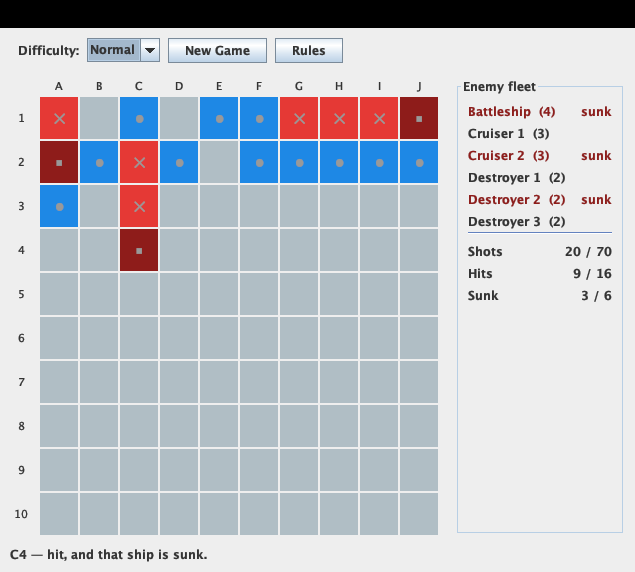 Difficulty: Normal New Game Rules
A B C D E F G H I J
1
2
3
4
5
6
7
8
9
10
Enemy fleet
Battleship (4) sunk
Cruiser 1 (3)
Cruiser 2 (3) sunk
Destroyer 1 (2)
Destroyer 2 (2) sunk
Destroyer 3 (2)
Shots 20 / 70
Hits 9 / 16
Sunk 3 / 6
C4 — hit, and that ship is sunk.